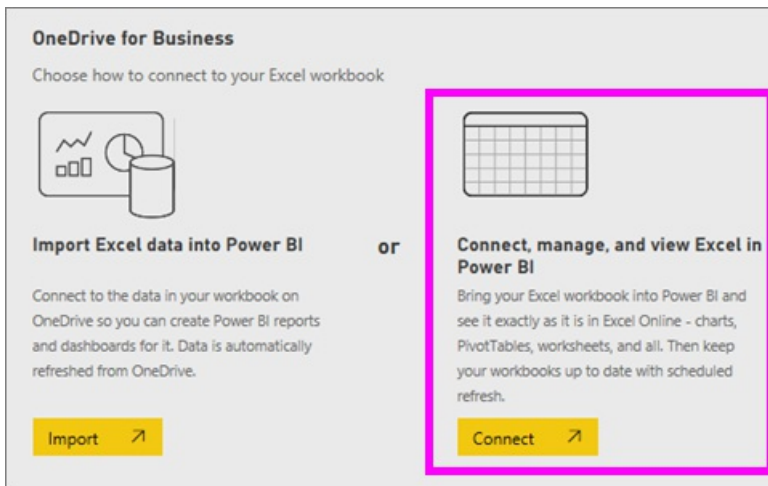 OneDrive for Business
Choose how to connect to your Excel workbook
Import Excel data into Power BI
Connect to the data in your workbook on
OneDrive so you can create Power BI reports
and dashboards for it. Data is automatically
refreshed from OneDrive.
Import
or
Connect, manage, and view Excel in
Power BI
Bring your Excel workbook into Power BI and
see it exactly as it is in Excel Online - charts,
PivotTables, worksheets, and all. Then keep
your workbooks up to date with scheduled
refresh.
Connect